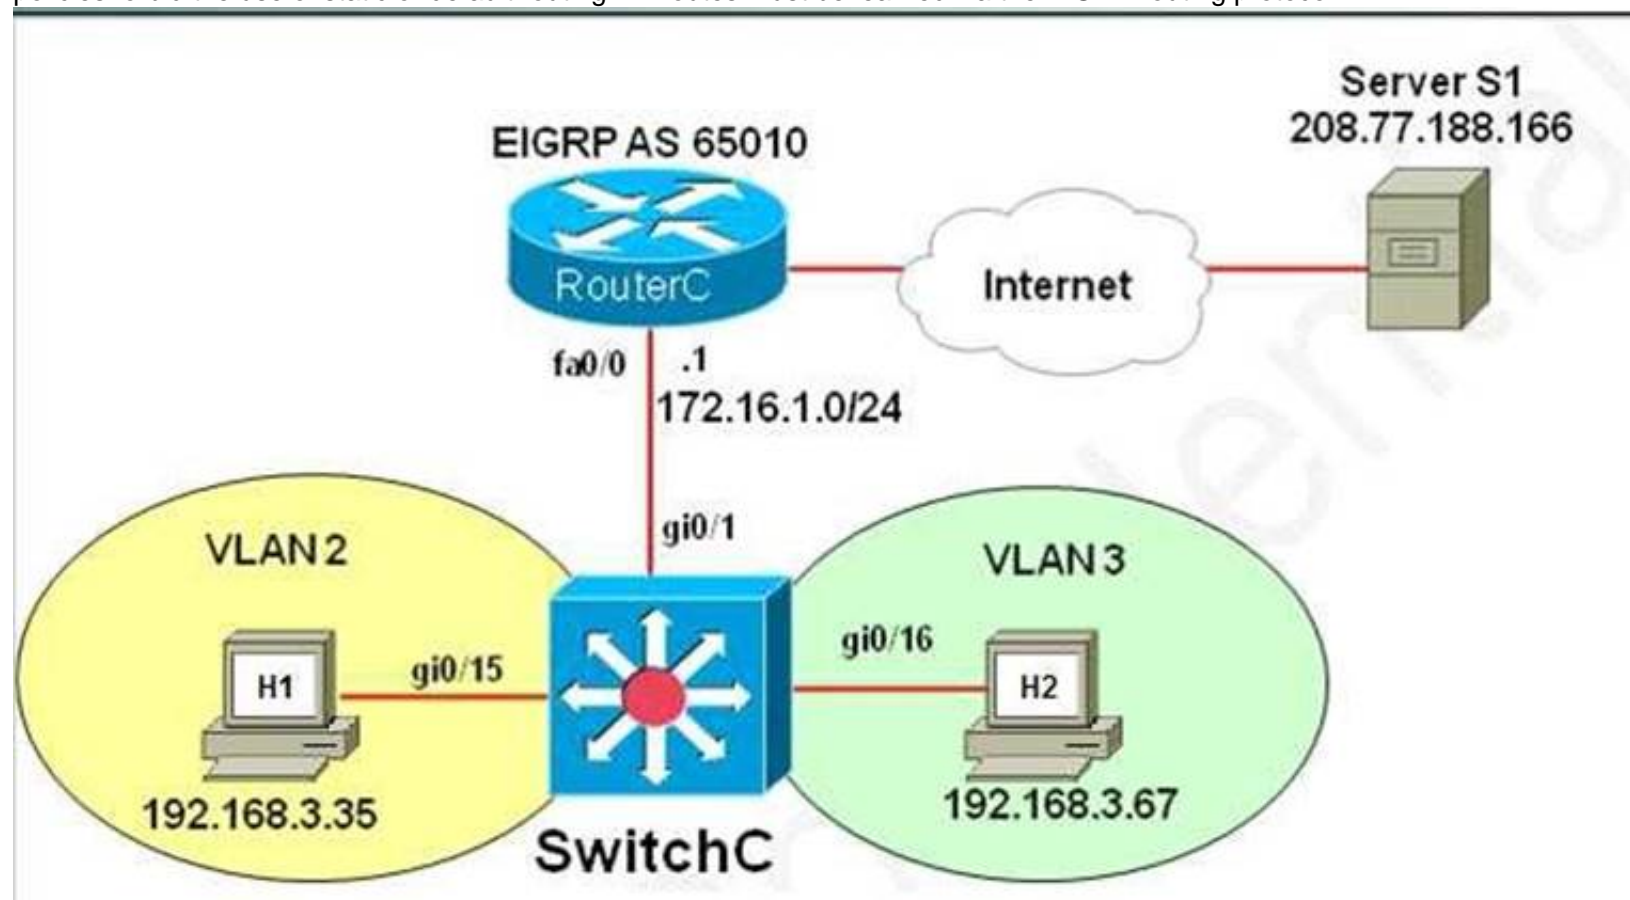 EIGRP AS 65010
Server S1
208.77.188.166
RouterC
Internet
fa0/0
.1
172.16.1.0/24
gi0/1
VLAN 2
VLAN 3
gi0/15
gi0/16
H1
H2
192.168.3.35
192.168.3.67
SwitchC